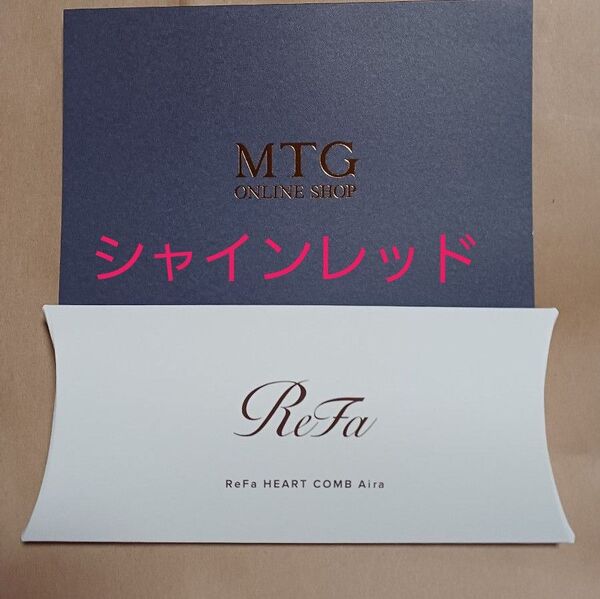 MTG
ONLINE SHOP
シャインレッド
ReFa
ReFa HEART COMB Aira